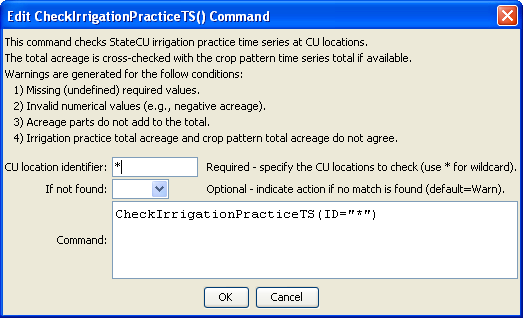 Edit CheckIrrigationPracticeTS() Command
This command checks StateCU irrigation practice time series at CU locations.
The total acreage is cross-checked with the crop pattern time series total if available.
Warnings are generated for the follow conditions:
1) Missing (undefined) required values.
2) Invalid numerical values (e.g., negative acreage).
3) Acreage parts do not add to the total.
4) Irrigation practice total acreage and crop pattern total acreage do not agree.
CU location identifier: * Required - specify the CU locations to check (use * for wildcard).
If not found: Optional - indicate action if no match is found (default=Warn).
CheckIrrigationPracticeTS(ID="*")
Command:
OK Cancel